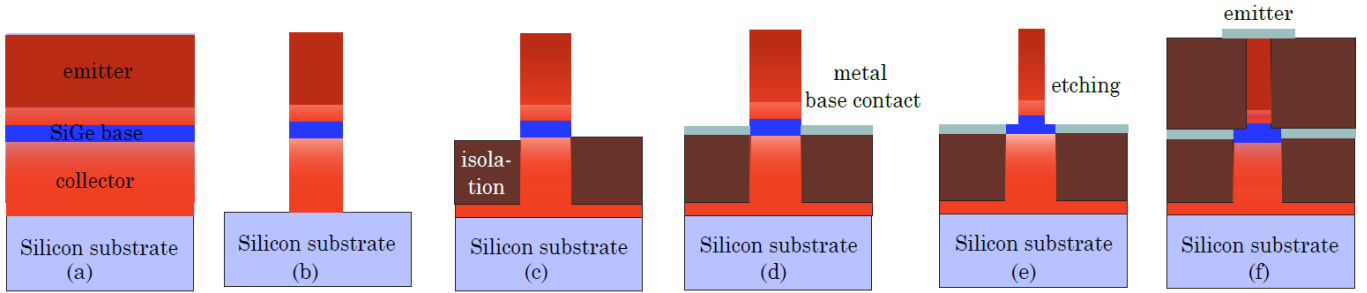 emitter
SiGe base
collector
Silicon substrate
(a)
Silicon substrate
(b)
isola-
tion
Silicon substrate
(c)
metal
base contact
Silicon substrate
(d)
etching
Silicon substrate
(e)
emitter
Silicon substrate
(f)